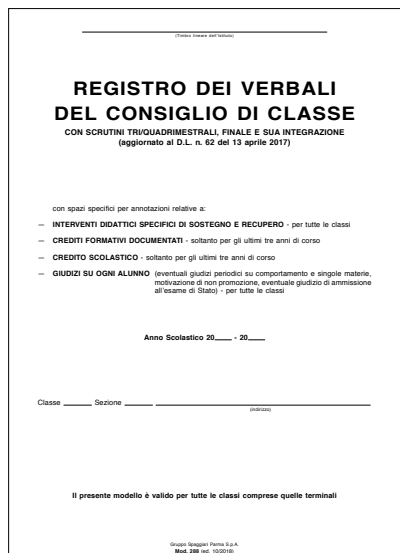 (Timbro lineare dell'Istituto)
REGISTRO DEI VERBALI
DEL CONSIGLIO DI CLASSE
CON SCRUTINI TRI/QUADRIMESTRALI, FINALE E SUA INTEGRAZIONE
(aggiornato al D.L. n. 62 del 13 aprile 2017)
con spazi specifici per annotazioni relative a:
— INTERVENTI DIDATTICI SPECIFICI DI SOSTEGNO E RECUPERO - per tutte le classi
— CREDITI FORMATIVI DOCUMENTATI - soltanto per gli ultimi tre anni di corso
— CREDITO SCOLASTICO - soltanto per gli ultimi tre anni di corso
— GIUDIZI SU OGNI ALUNNO (eventuali giudizi periodici su comportamento e singole materie,
motivazione di non promozione, eventuale giudizio di ammissione
all'esame di Stato) - per tutte le classi
Anno Scolastico 20____ - 20____
Classe ______ Sezione ______ ______________________________
(indirizzo)
Il presente modello è valido per tutte le classi comprese quelle terminali
Gruppo Spaggiari Parma S.p.A.
Mod. 288 (ed. 10/2018)